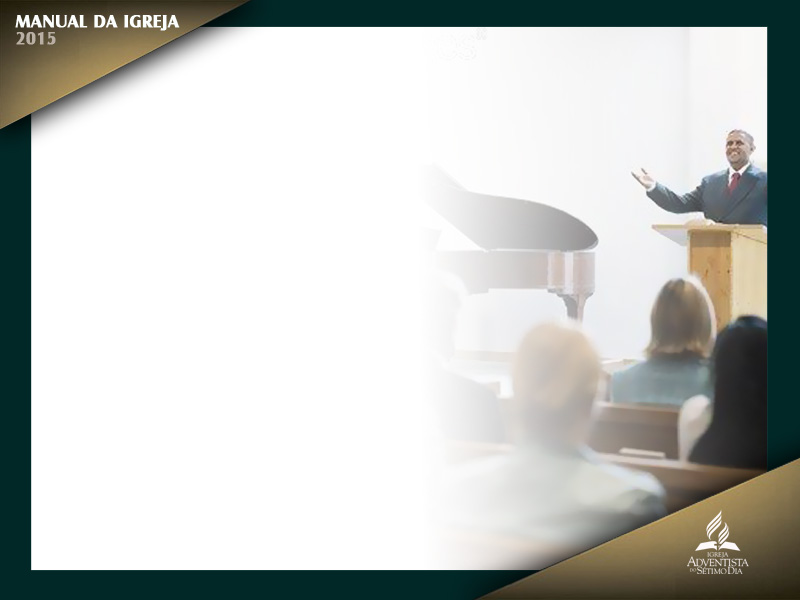 MANUAL DA IGREJA
2015
IGREJA
ADVENTISTA
DO SÉTIMO DIA